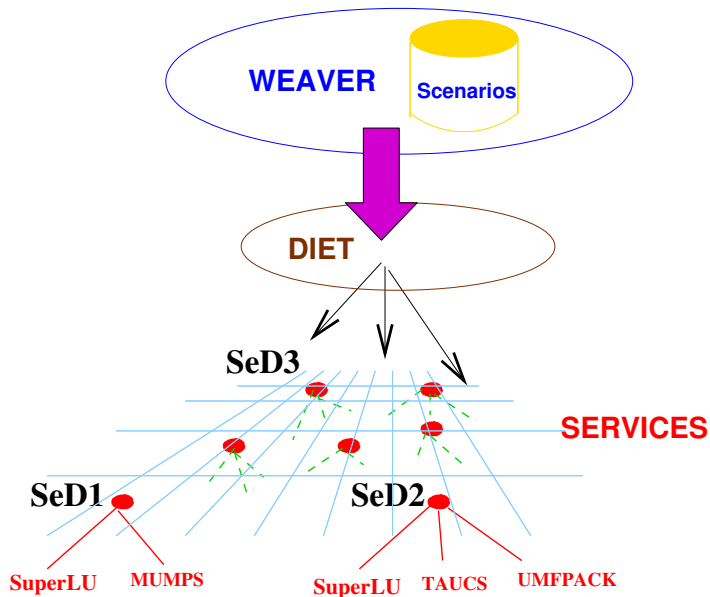 WEAVER
Scenarios
DIET
SeD3
SERVICES
SeD1
SeD2
SuperLU
MUMPS
SuperLU
TAUCS
UMFPACK